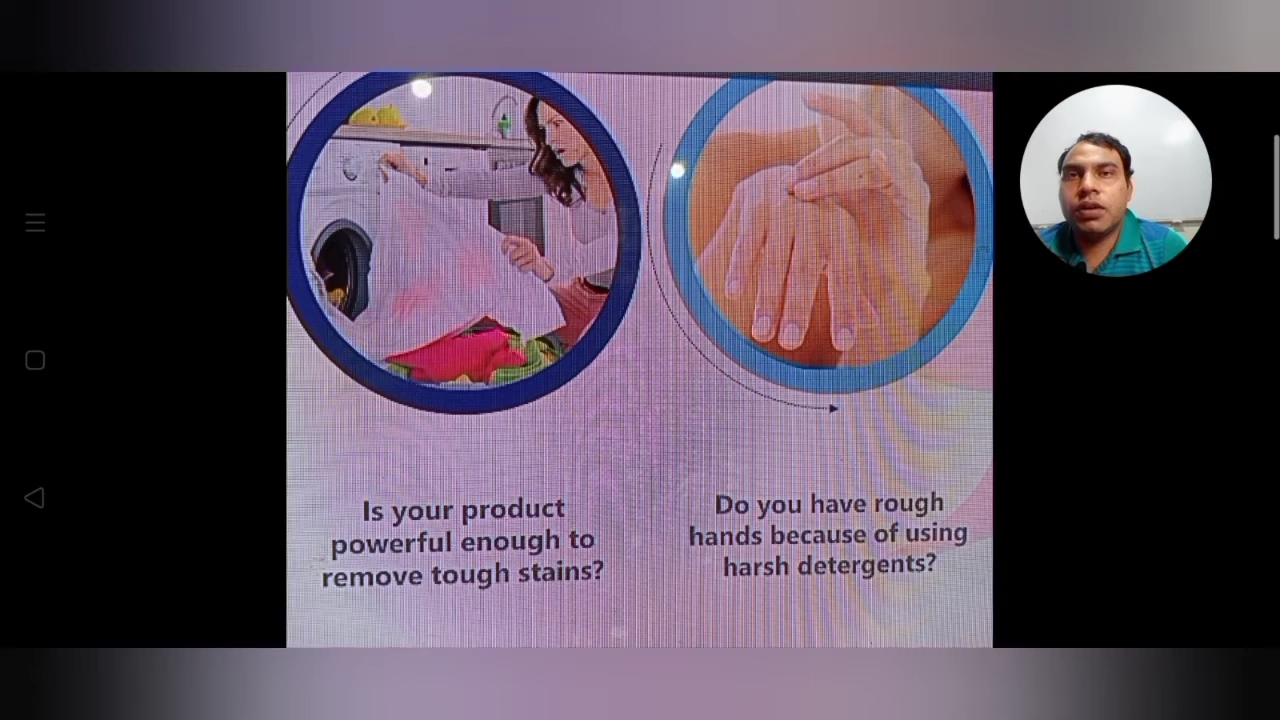 Is your product
powerful enough to
remove tough stains?
Do you have rough
hands because of using
harsh detergents?